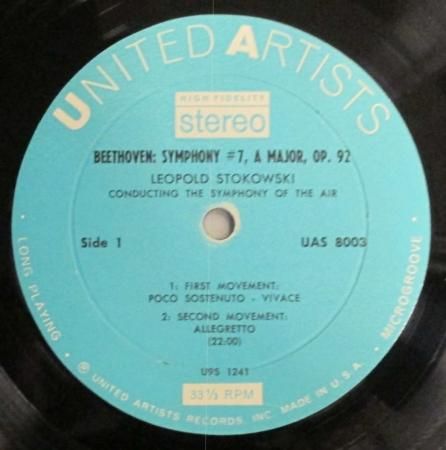 UNITED ARTISTS
HIGH FIDELITY
stereo
BEETHOVEN: SYMPHONY #7, A MAJOR, OP. 92
LEOPOLD STOKOWSKI
CONDUCTING THE SYMPHONY OF THE AIR
Side 1
UAS 8003
1: FIRST MOVEMENT:
POCO SOSTENUTO - VIVACE
2: SECOND MOVEMENT:
ALLEGRETTO
(22:00)
U9S 1241
33⅓ RPM
• LONG PLAYING •
MICROGROOVE •
© UNITED ARTISTS RECORDS, INC. MADE IN U.S.A. •